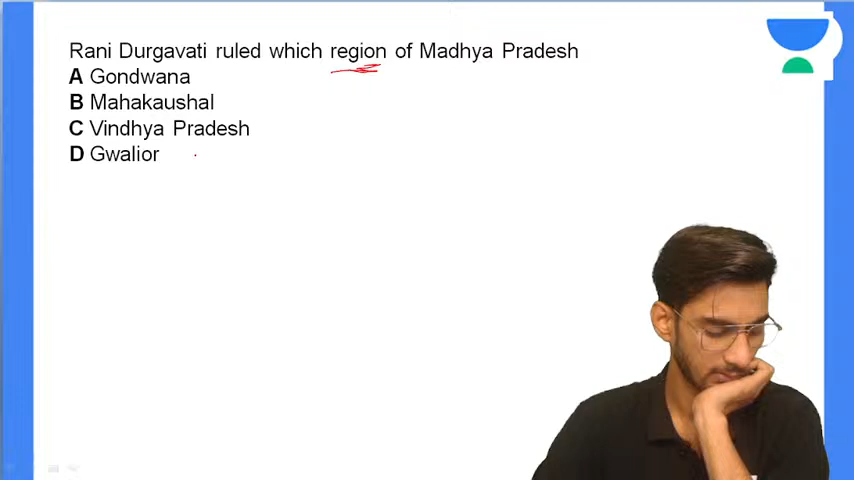 Rani Durgavati ruled which region of Madhya Pradesh
A Gondwana
B Mahakaushal
C Vindhya Pradesh
D Gwalior